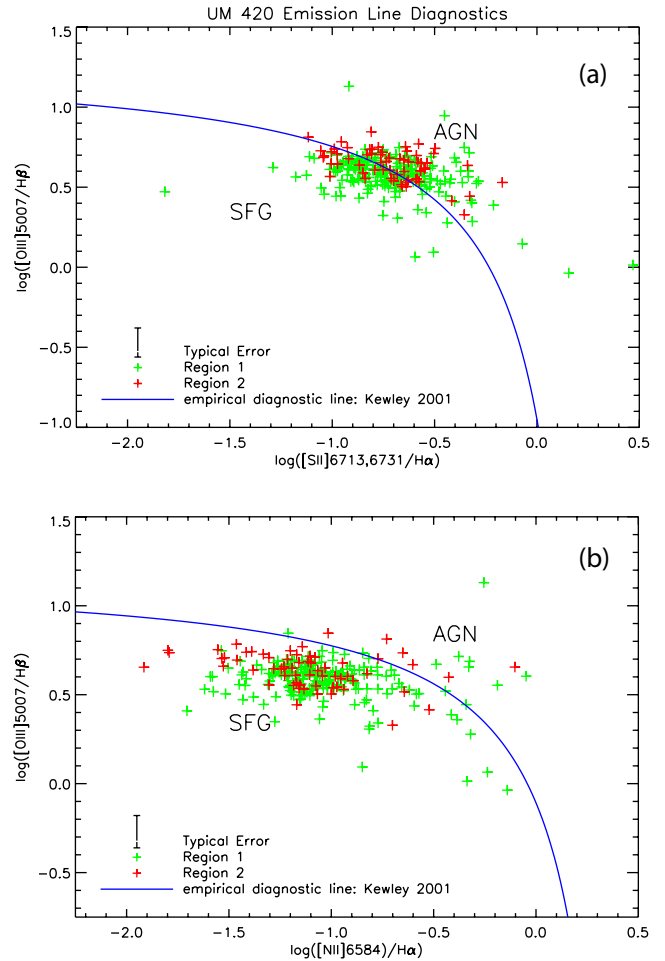 UM 420 Emission Line Diagnostics
(a)
AGN
SFG
Typical Error
Region 1
Region 2
empirical diagnostic line: Kewley 2001
log([OIII]5007/Hβ)
1.5
1.0
0.5
0.0
−0.5
−1.0
−2.0 −1.5 −1.0 −0.5 0.0 0.5
log([SII]6713,6731/Hα)
(b)
AGN
SFG
Typical Error
Region 1
Region 2
empirical diagnostic line: Kewley 2001
log([OIII]5007/Hβ)
1.5
1.0
0.5
0.0
−0.5
−2.0 −1.5 −1.0 −0.5 0.0 0.5
log([NII]6584)/Hα)